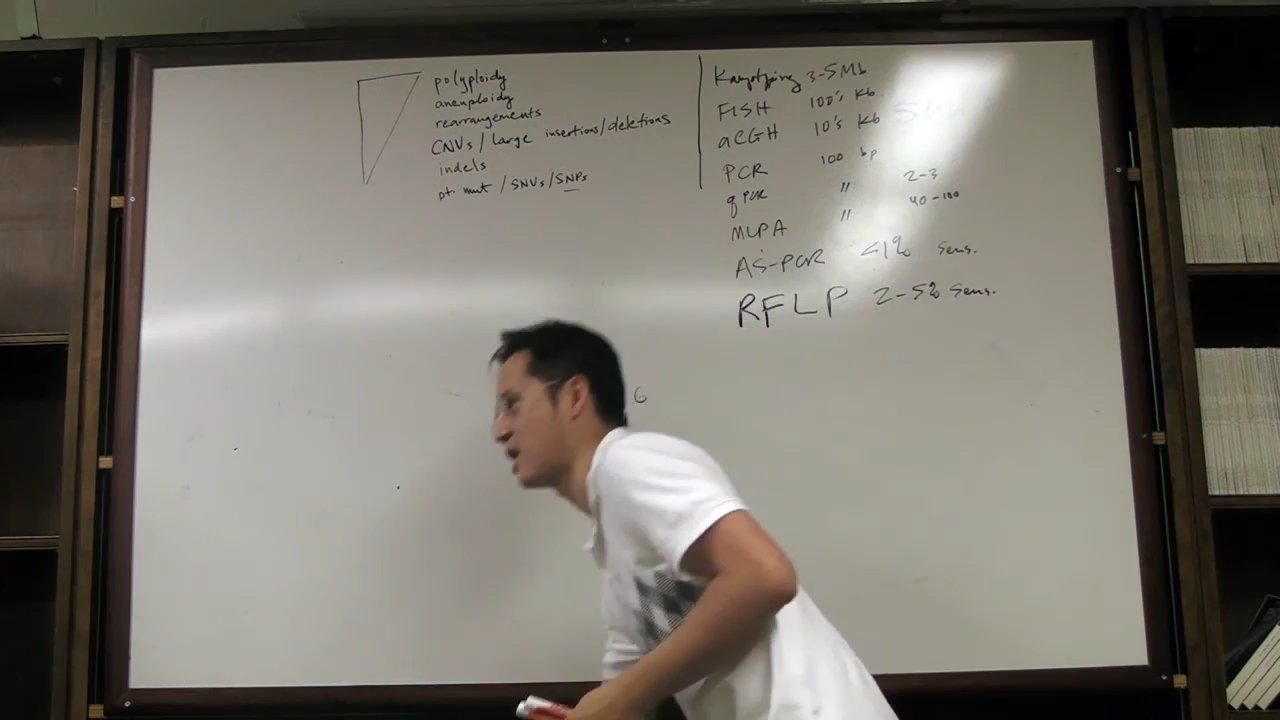 polyploidy
aneuploidy
rearrangements
CNVs / large insertions/deletions
indels
pt mut / SNVs / SNPs
Karyotyping 3-5Mb
FISH 100's Kb
aCGH 10's Kb
PCR 100 bp
qPCR " 2-3
MLPA " 40-100
AS-PCR <1% sens.
RFLP 2-5% sens.